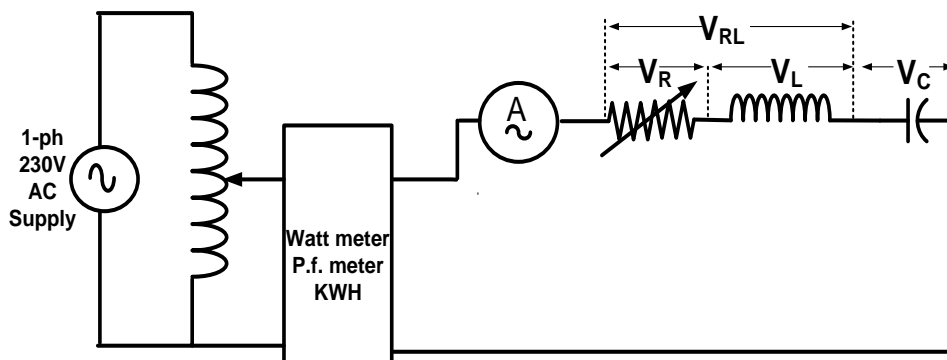 1-ph
230V
AC
Supply
Watt meter
P.f. meter
KWH
A
V_RL
V_R
V_L
V_C